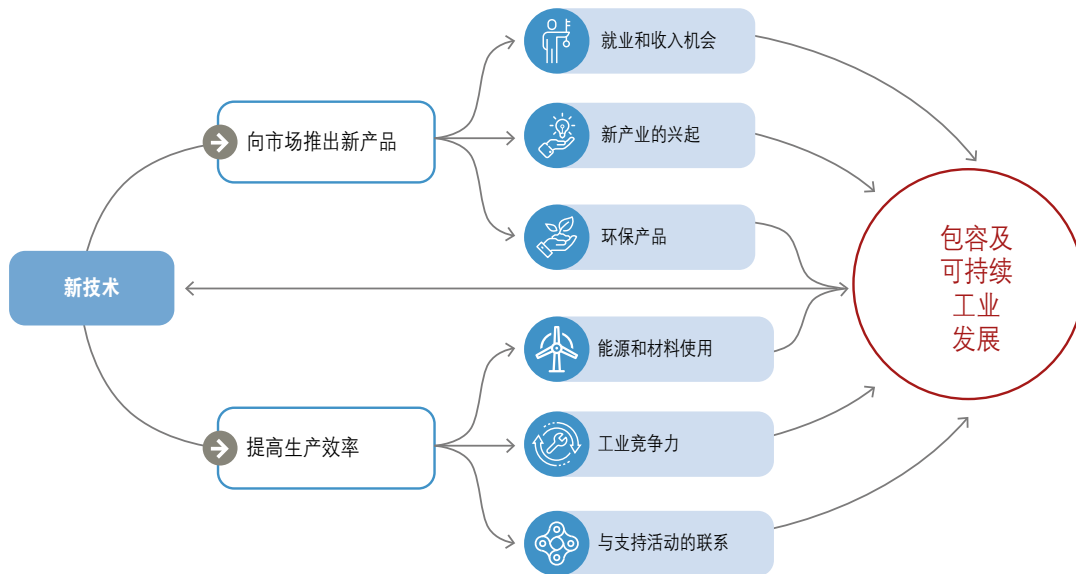 就业和收入机会
向市场推出新产品
新产业的兴起
环保产品
新技术
包容及
可持续
工业
发展
能源和材料使用
提高生产效率
工业竞争力
与支持活动的联系